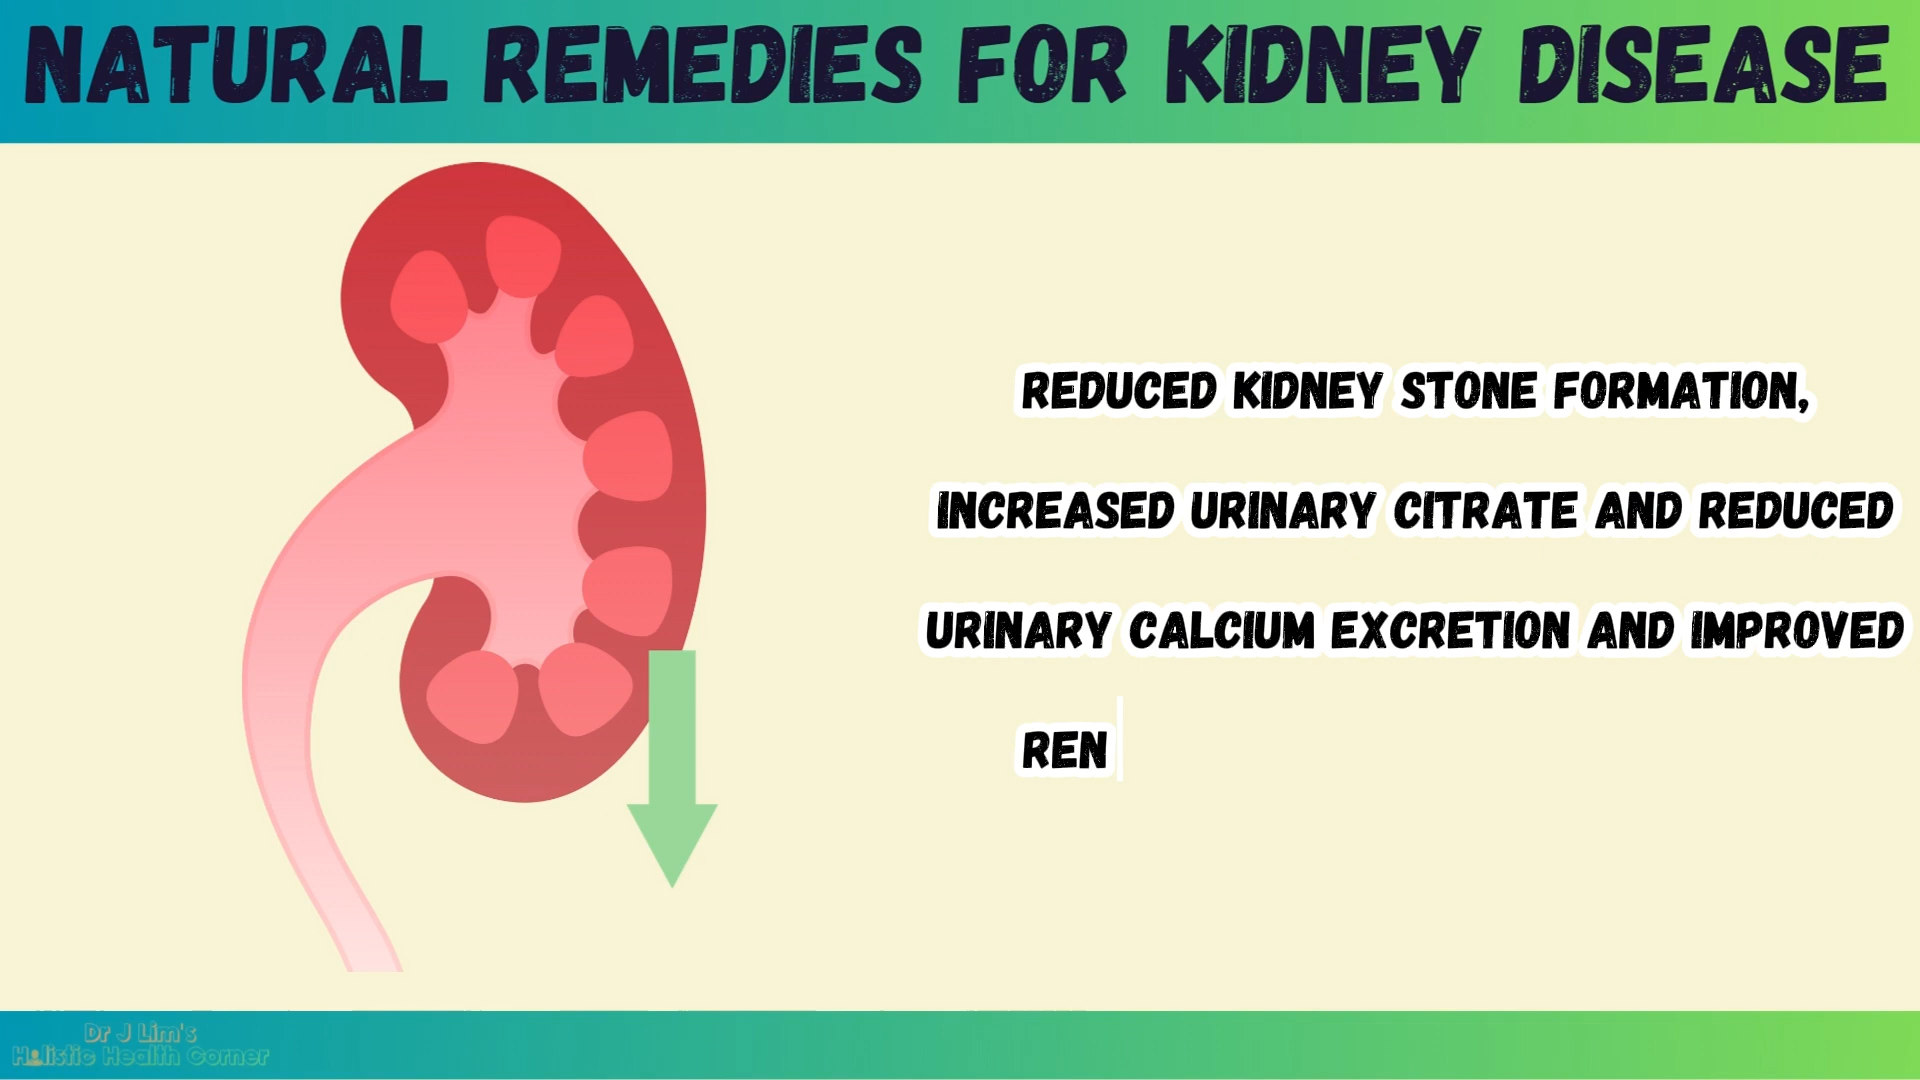 NATURAL REMEDIES FOR KIDNEY DISEASE
REDUCED KIDNEY STONE FORMATION,
INCREASED URINARY CITRATE AND REDUCED
URINARY CALCIUM EXCRETION AND IMPROVED
REN
Dr J Lim's
Holistic Health Corner